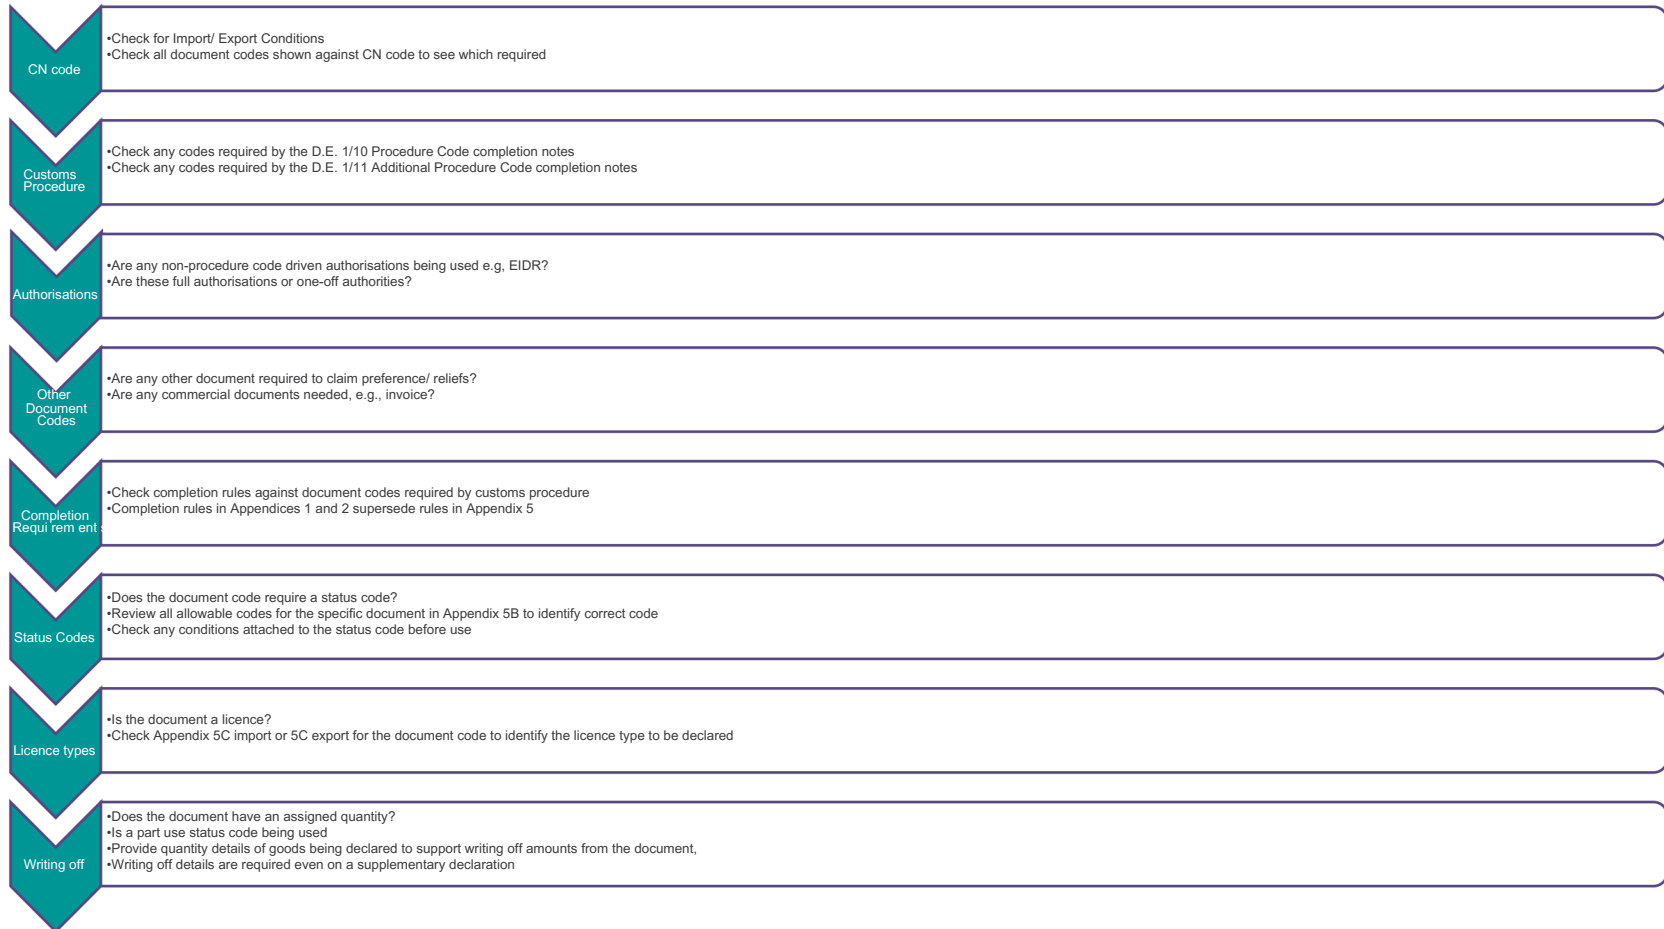 CN code
•Check for Import/ Export Conditions
•Check all document codes shown against CN code to see which required
Customs
Procedure
•Check any codes required by the D.E. 1/10 Procedure Code completion notes
•Check any codes required by the D.E. 1/11 Additional Procedure Code completion notes
Authorisations
•Are any non-procedure code driven authorisations being used e.g, EIDR?
•Are these full authorisations or one-off authorities?
Other
Document
Codes
•Are any other document required to claim preference/ reliefs?
•Are any commercial documents needed, e.g., invoice?
Completion
Requi rem ent s
•Check completion rules against document codes required by customs procedure
•Completion rules in Appendices 1 and 2 supersede rules in Appendix 5
Status Codes
•Does the document code require a status code?
•Review all allowable codes for the specific document in Appendix 5B to identify correct code
•Check any conditions attached to the status code before use
Licence types
•Is the document a licence?
•Check Appendix 5C import or 5C export for the document code to identify the licence type to be declared
Writing off
•Does the document have an assigned quantity?
•Is a part use status code being used
•Provide quantity details of goods being declared to support writing off amounts from the document,
•Writing off details are required even on a supplementary declaration